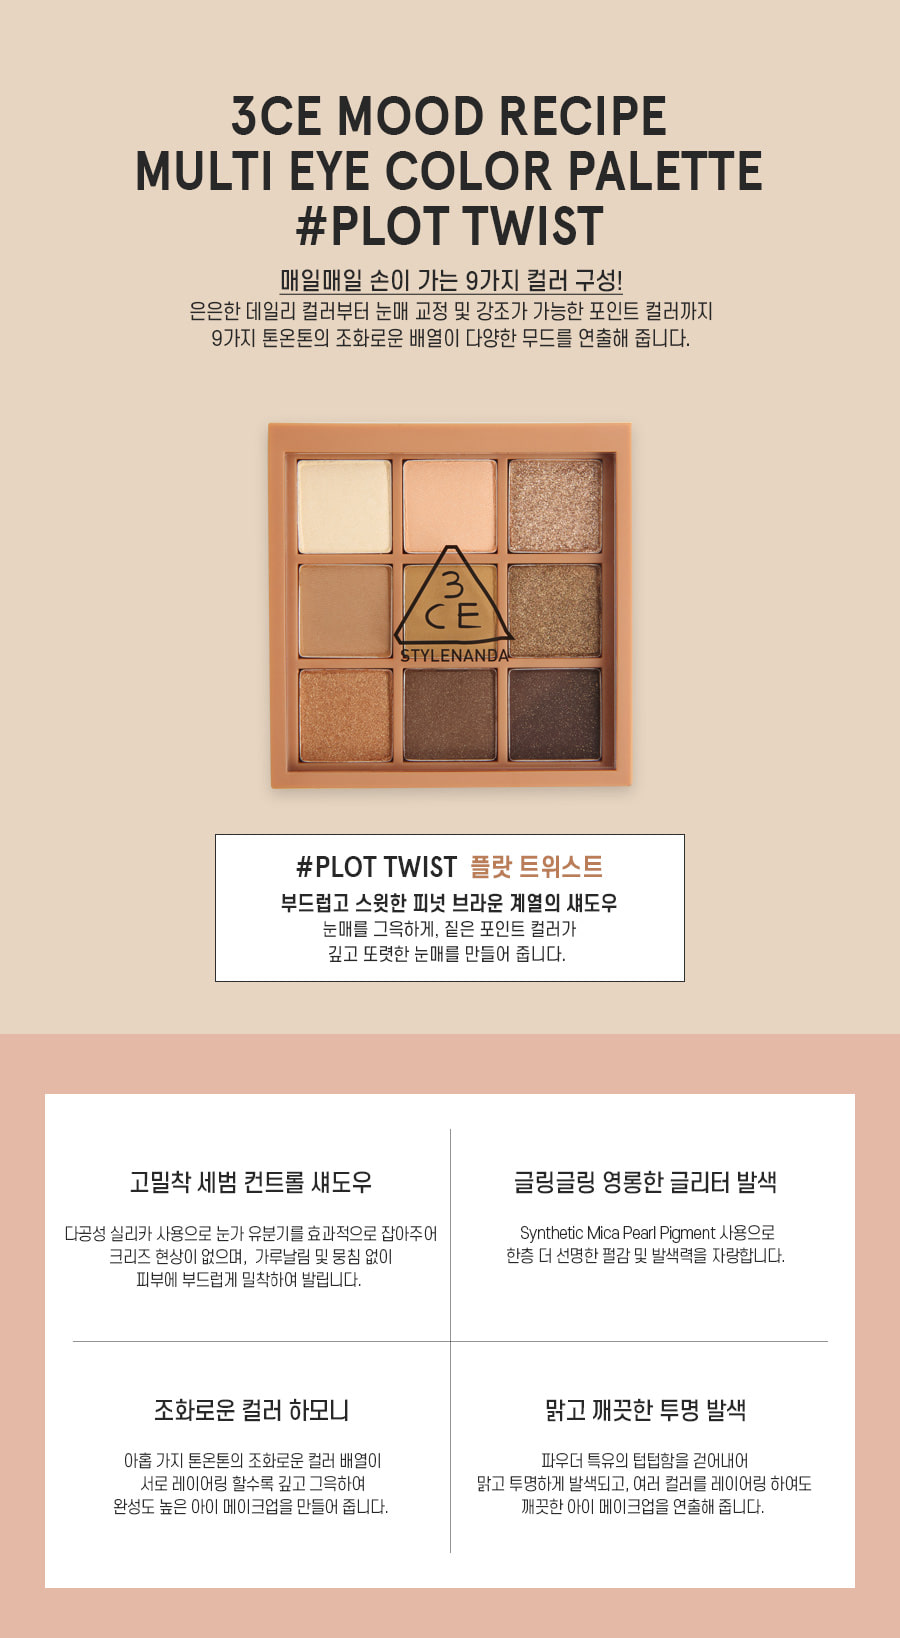 3CE MOOD RECIPE
MULTI EYE COLOR PALETTE
#PLOT TWIST
매일매일 손이 가는 9가지 컬러 구성!
은은한 데일리 컬러부터 눈매 교정 및 강조가 가능한 포인트 컬러까지
9가지 톤온톤의 조화로운 배열이 다양한 무드를 연출해 줍니다.
3
CE
STYLENANDA
#PLOT TWIST 플랏 트위스트
부드럽고 스윗한 피넛 브라운 계열의 섀도우
눈매를 그윽하게, 짙은 포인트 컬러가
깊고 또렷한 눈매를 만들어 줍니다.
고밀착 세범 컨트롤 섀도우
다공성 실리카 사용으로 눈가 유분기를 효과적으로 잡아주어
크리즈 현상이 없으며, 가루날림 및 뭉침 없이
피부에 부드럽게 밀착하여 발립니다.
글링글링 영롱한 글리터 발색
Synthetic Mica Pearl Pigment 사용으로
한층 더 선명한 펄감 및 발색력을 자랑합니다.
조화로운 컬러 하모니
아홉 가지 톤온톤의 조화로운 컬러 배열이
서로 레이어링 할수록 깊고 그윽하여
완성도 높은 아이 메이크업을 만들어 줍니다.
맑고 깨끗한 투명 발색
파우더 특유의 텁텁함을 걷어내어
맑고 투명하게 발색되고, 여러 컬러를 레이어링 하여도
깨끗한 아이 메이크업을 연출해 줍니다.